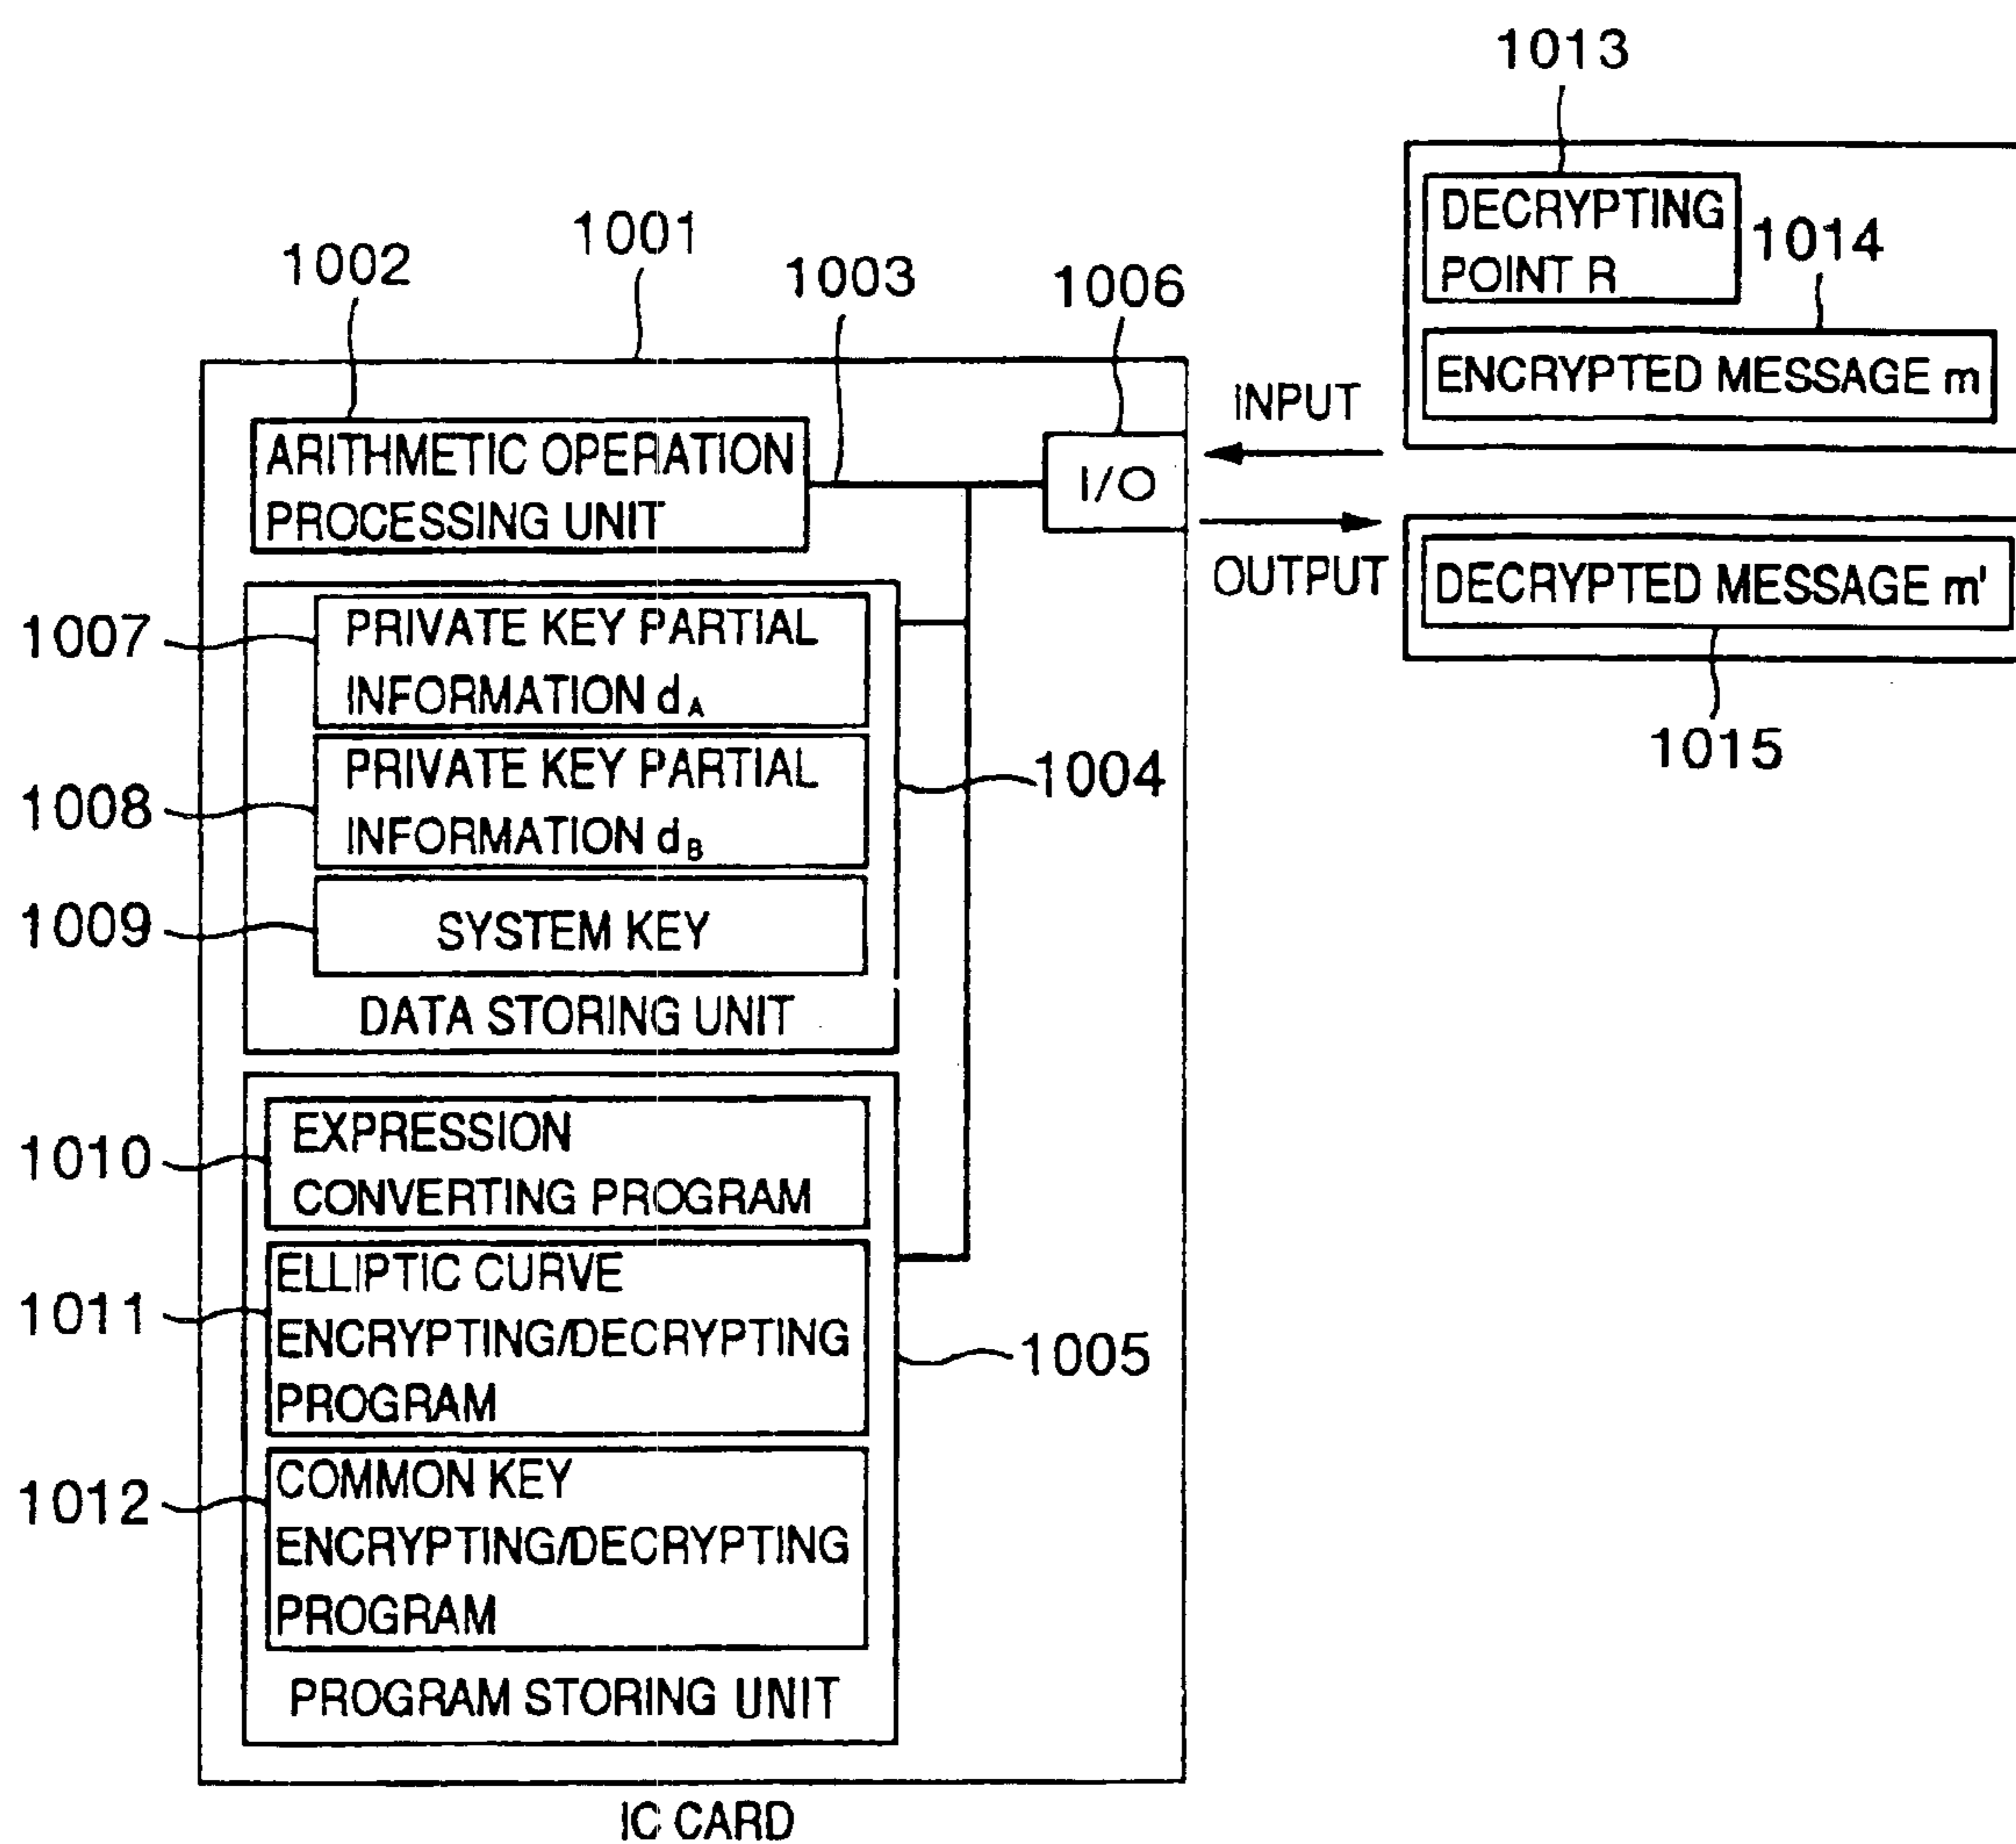 1013
DECRYPTING
POINT R
1014
ENCRYPTED MESSAGE m
1001
1002
1003
1006
INPUT
ARITHMETIC OPERATION
PROCESSING UNIT
I/O
OUTPUT
DECRYPTED MESSAGE m'
1015
1007
PRIVATE KEY PARTIAL
INFORMATION dA
1008
PRIVATE KEY PARTIAL
INFORMATION dB
1004
1009
SYSTEM KEY
DATA STORING UNIT
1010
EXPRESSION
CONVERTING PROGRAM
1011
ELLIPTIC CURVE
ENCRYPTING/DECRYPTING
PROGRAM
1005
1012
COMMON KEY
ENCRYPTING/DECRYPTING
PROGRAM
PROGRAM STORING UNIT
IC CARD